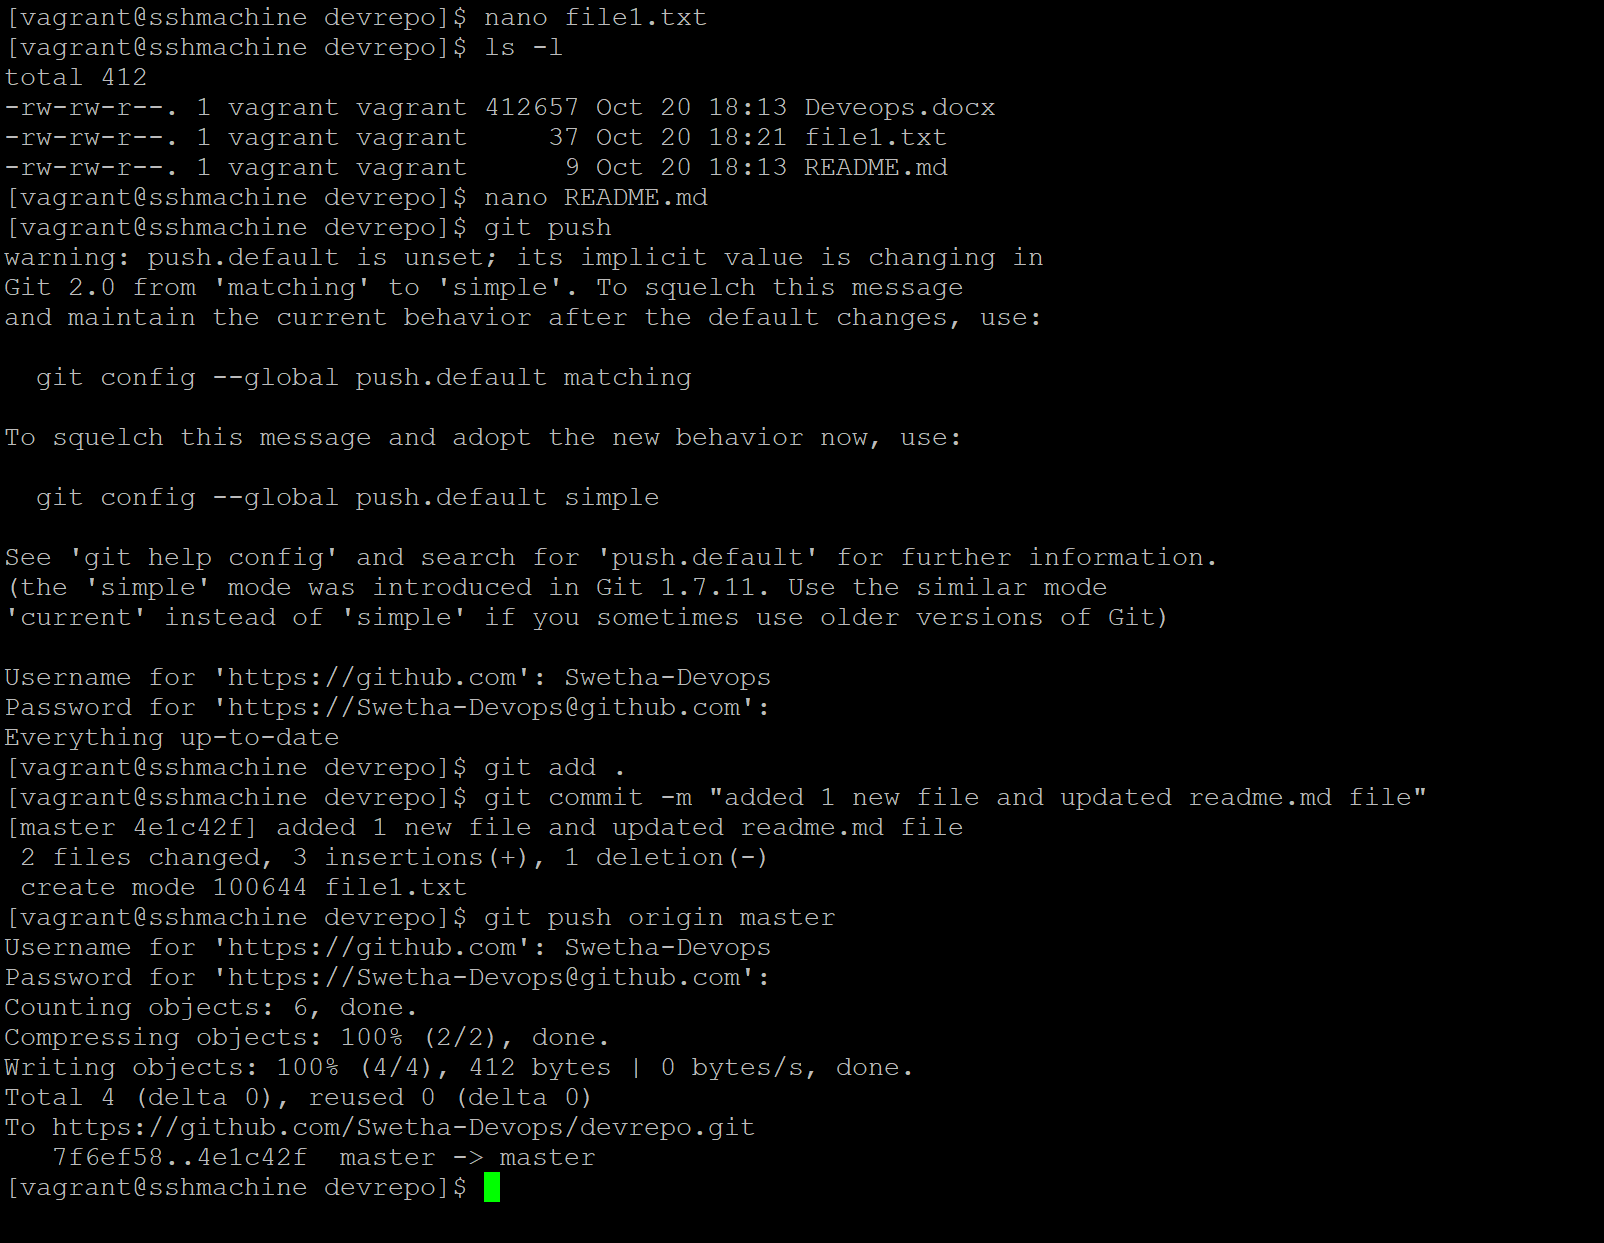 [vagrant@sshmachine devrepo]$ nano file1.txt
[vagrant@sshmachine devrepo]$ ls -l
total 412
-rw-rw-r--. 1 vagrant vagrant 412657 Oct 20 18:13 Deveops.docx
-rw-rw-r--. 1 vagrant vagrant     37 Oct 20 18:21 file1.txt
-rw-rw-r--. 1 vagrant vagrant      9 Oct 20 18:13 README.md
[vagrant@sshmachine devrepo]$ nano README.md
[vagrant@sshmachine devrepo]$ git push
warning: push.default is unset; its implicit value is changing in
Git 2.0 from 'matching' to 'simple'. To squelch this message
and maintain the current behavior after the default changes, use:

  git config --global push.default matching

To squelch this message and adopt the new behavior now, use:

  git config --global push.default simple

See 'git help config' and search for 'push.default' for further information.
(the 'simple' mode was introduced in Git 1.7.11. Use the similar mode
'current' instead of 'simple' if you sometimes use older versions of Git)

Username for 'https://github.com': Swetha-Devops
Password for 'https://Swetha-Devops@github.com':
Everything up-to-date
[vagrant@sshmachine devrepo]$ git add .
[vagrant@sshmachine devrepo]$ git commit -m "added 1 new file and updated readme.md file"
[master 4e1c42f] added 1 new file and updated readme.md file
 2 files changed, 3 insertions(+), 1 deletion(-)
 create mode 100644 file1.txt
[vagrant@sshmachine devrepo]$ git push origin master
Username for 'https://github.com': Swetha-Devops
Password for 'https://Swetha-Devops@github.com':
Counting objects: 6, done.
Compressing objects: 100% (2/2), done.
Writing objects: 100% (4/4), 412 bytes | 0 bytes/s, done.
Total 4 (delta 0), reused 0 (delta 0)
To https://github.com/Swetha-Devops/devrepo.git
   7f6ef58..4e1c42f  master -> master
[vagrant@sshmachine devrepo]$